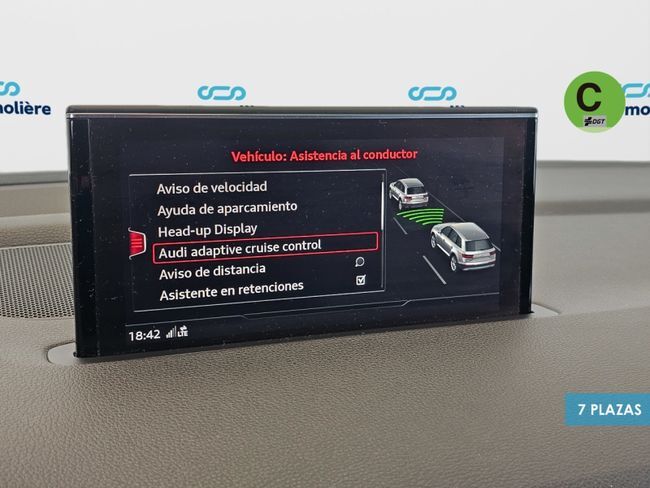 molière
C
DGT
mo
Vehículo: Asistencia al conductor
Aviso de velocidad
Ayuda de aparcamiento
Head-up Display
Audi adaptive cruise control
Aviso de distancia
Asistente en retenciones
18:42
LTE
7 PLAZAS